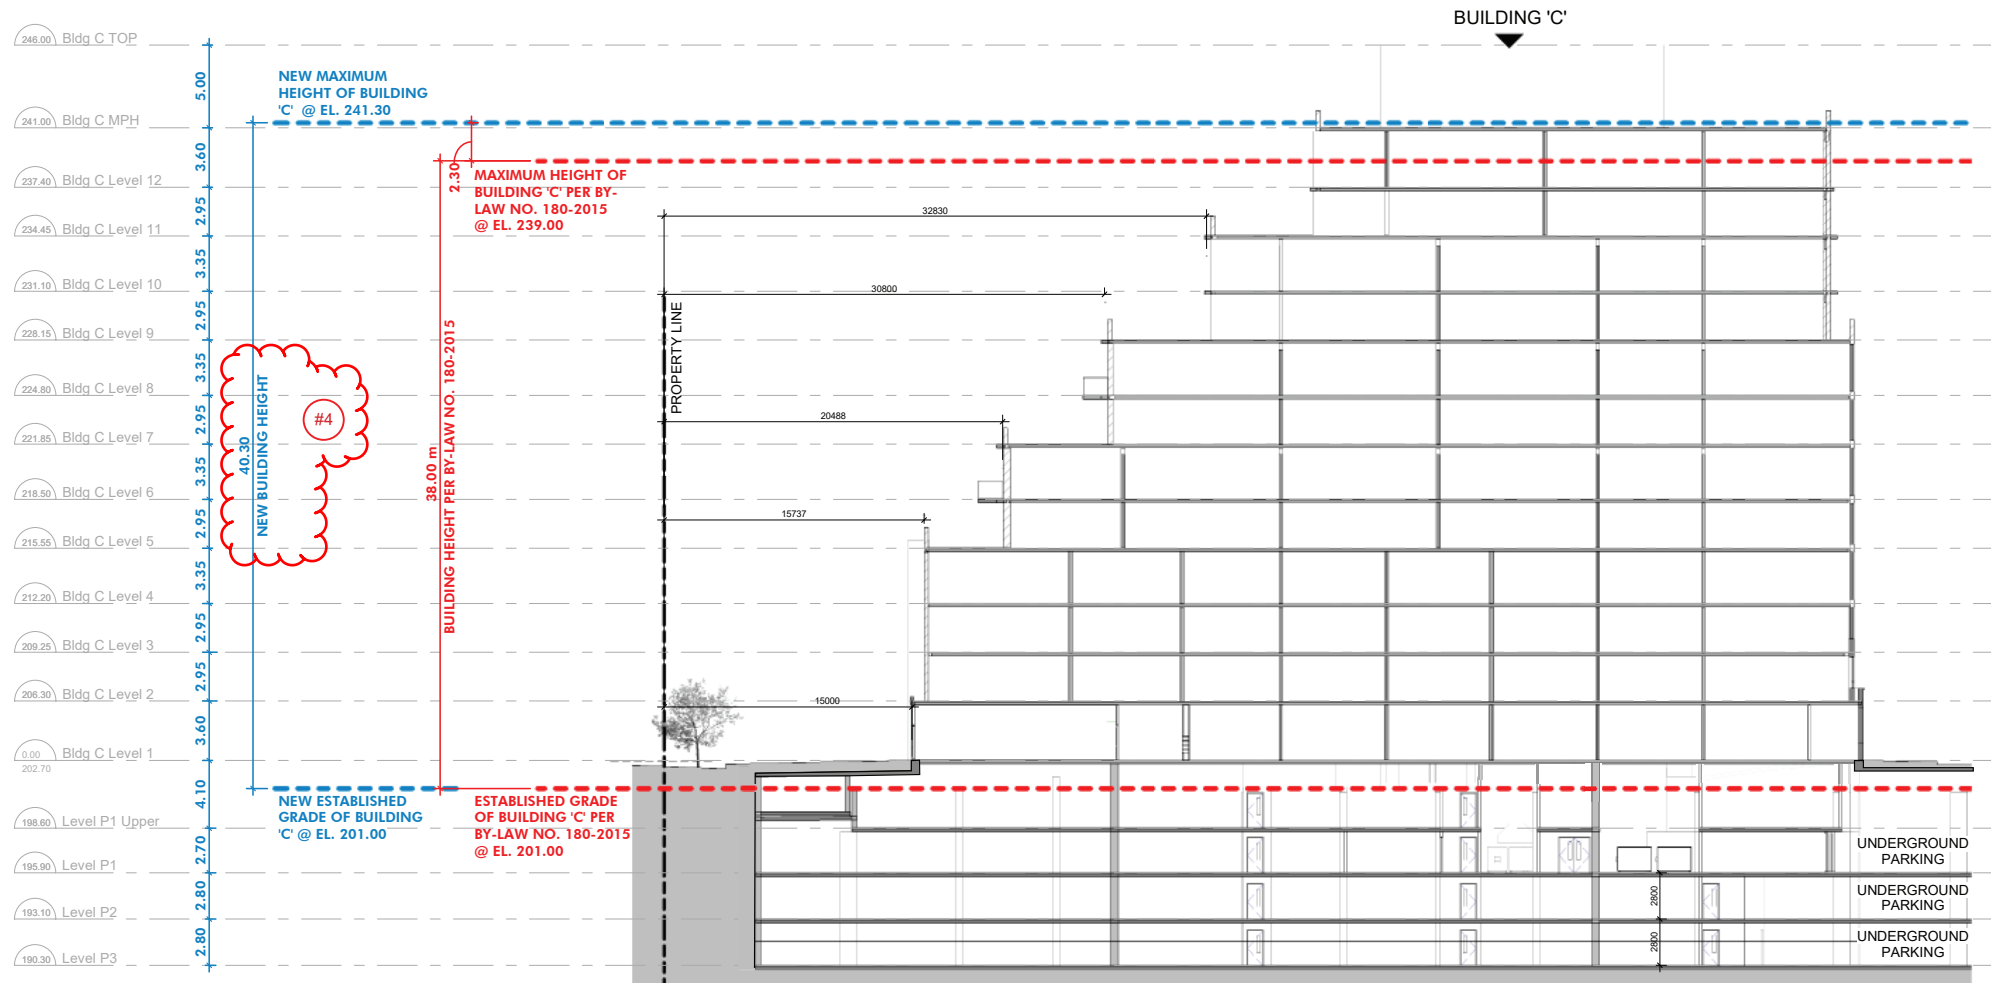 BUILDING 'C'
246.00 Bldg C TOP
5.00
NEW MAXIMUM
HEIGHT OF BUILDING
'C' @ EL. 241.30
241.00 Bldg C MPH
3.60
2.30
MAXIMUM HEIGHT OF
BUILDING 'C' PER BY-
LAW NO. 180-2015
@ EL. 239.00
237.40 Bldg C Level 12
2.95
234.45 Bldg C Level 11
3.35
231.10 Bldg C Level 10
2.95
228.15 Bldg C Level 9
3.35
224.80 Bldg C Level 8
2.95
221.85 Bldg C Level 7
3.35
218.50 Bldg C Level 6
2.95
215.55 Bldg C Level 5
3.35
212.20 Bldg C Level 4
2.95
209.25 Bldg C Level 3
2.95
206.30 Bldg C Level 2
3.60
0.00 Bldg C Level 1
202.70
4.10
198.60 Level P1 Upper
2.70
195.90 Level P1
2.80
193.10 Level P2
2.80
190.30 Level P3
40.30
NEW BUILDING HEIGHT
#4
38.00 m
BUILDING HEIGHT PER BY-LAW NO. 180-2015
PROPERTY LINE
32830
30800
20488
15737
15000
NEW ESTABLISHED
GRADE OF BUILDING
'C' @ EL. 201.00
ESTABLISHED GRADE
OF BUILDING 'C' PER
BY-LAW NO. 180-2015
@ EL. 201.00
UNDERGROUND
PARKING
2800
UNDERGROUND
PARKING
2800
UNDERGROUND
PARKING